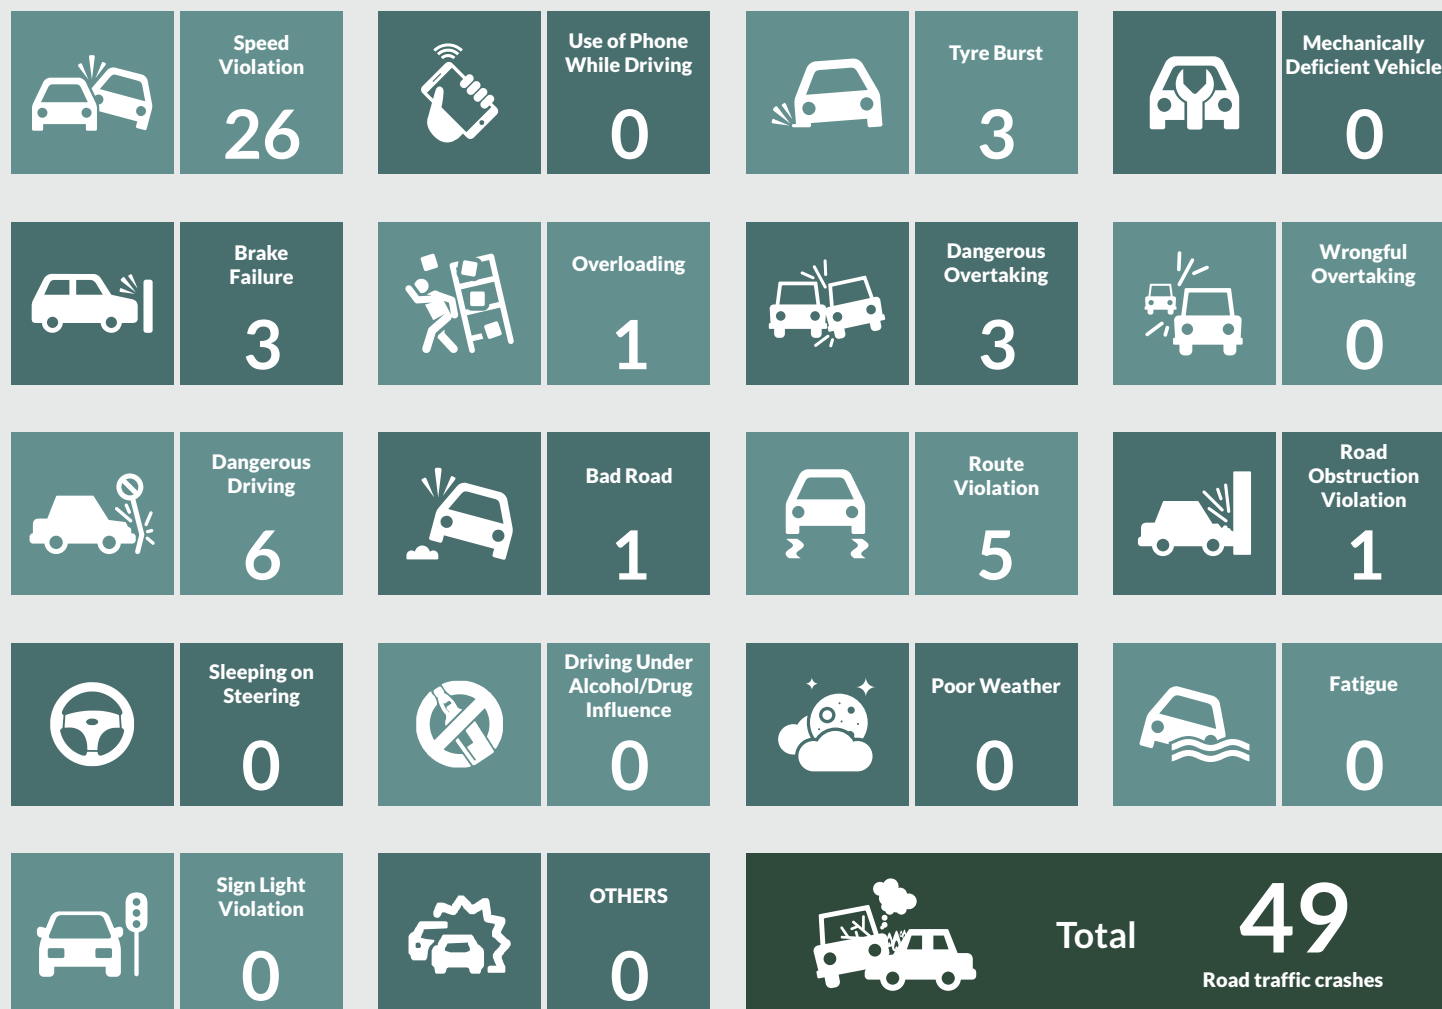 Speed
Violation
26
Use of Phone
While Driving
0
Tyre Burst
3
Mechanically
Deficient Vehicle
0
Brake
Failure
3
Overloading
1
Dangerous
Overtaking
3
Wrongful
Overtaking
0
Dangerous
Driving
6
Bad Road
1
Route
Violation
5
Road
Obstruction
Violation
1
Sleeping on
Steering
0
Driving Under
Alcohol/Drug
Influence
0
Poor Weather
0
Fatigue
0
Sign Light
Violation
0
OTHERS
0
Total
49
Road traffic crashes